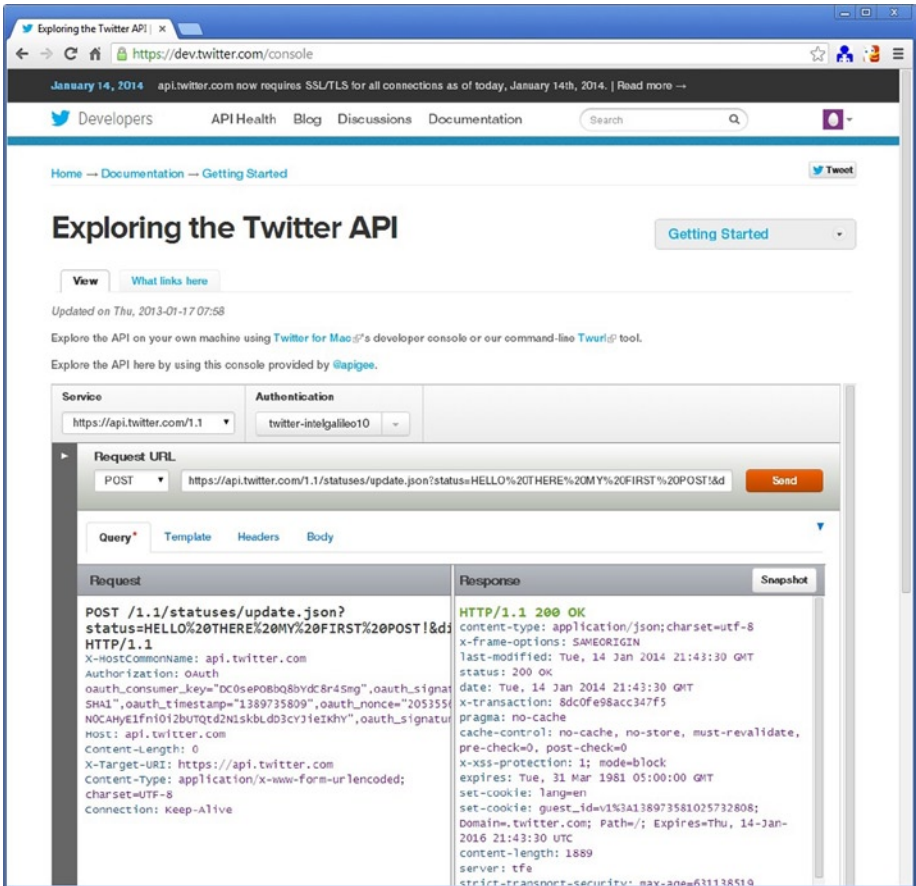 Exploring the Twitter API | ×
https://dev.twitter.com/console
January 14, 2014 api.twitter.com now requires SSL/TLS for all connections as of today, January 14th, 2014. | Read more →
Developers API Health Blog Discussions Documentation Search
Home → Documentation → Getting Started
Tweet
Exploring the Twitter API
Getting Started
View What links here
Updated on Thu, 2013-01-17 07:58
Explore the API on your own machine using Twitter for Mac's developer console or our command-line Twurl tool.
Explore the API here by using this console provided by @apigee.
Service Authentication
https://api.twitter.com/1.1 twitter-intelgalileo10
Request URL
POST https://api.twitter.com/1.1/statuses/update.json?status=HELLO%20THERE%20MY%20FIRST%20POST!&d Send
Query* Template Headers Body
Request
POST /1.1/statuses/update.json?
status=HELLO%20THERE%20MY%20FIRST%20POST!&di
HTTP/1.1
X-HostCommonName: api.twitter.com
Authorization: OAuth
oauth_consumer_key="DC0sePOBbQ8bYdC8r4Smg",oauth_signat
SHA1",oauth_timestamp="1389735809",oauth_nonce="2053556
oauth_signatur
Host: api.twitter.com
Content-Length: 0
X-Target-URI: https://api.twitter.com
Content-Type: application/x-www-form-urlencoded;
charset=UTF-8
Connection: Keep-Alive
Response Snapshot
HTTP/1.1 200 OK
content-type: application/json;charset=utf-8
x-frame-options: SAMEORIGIN
last-modified: Tue, 14 Jan 2014 21:43:30 GMT
status: 200 OK
date: Tue, 14 Jan 2014 21:43:30 GMT
x-transaction: 8dc0fe98acc347f5
pragma: no-cache
cache-control: no-cache, no-store, must-revalidate,
pre-check=0, post-check=0
x-xss-protection: 1; mode=block
expires: Tue, 31 Mar 1981 05:00:00 GMT
set-cookie: lang=en
set-cookie: guest_id=v1%3A138973581025732808;
Domain=.twitter.com; Path=/; Expires=Thu, 14-Jan-
2016 21:43:30 UTC
content-length: 1889
server: tfe
strict-transport-security: max-age=631138519